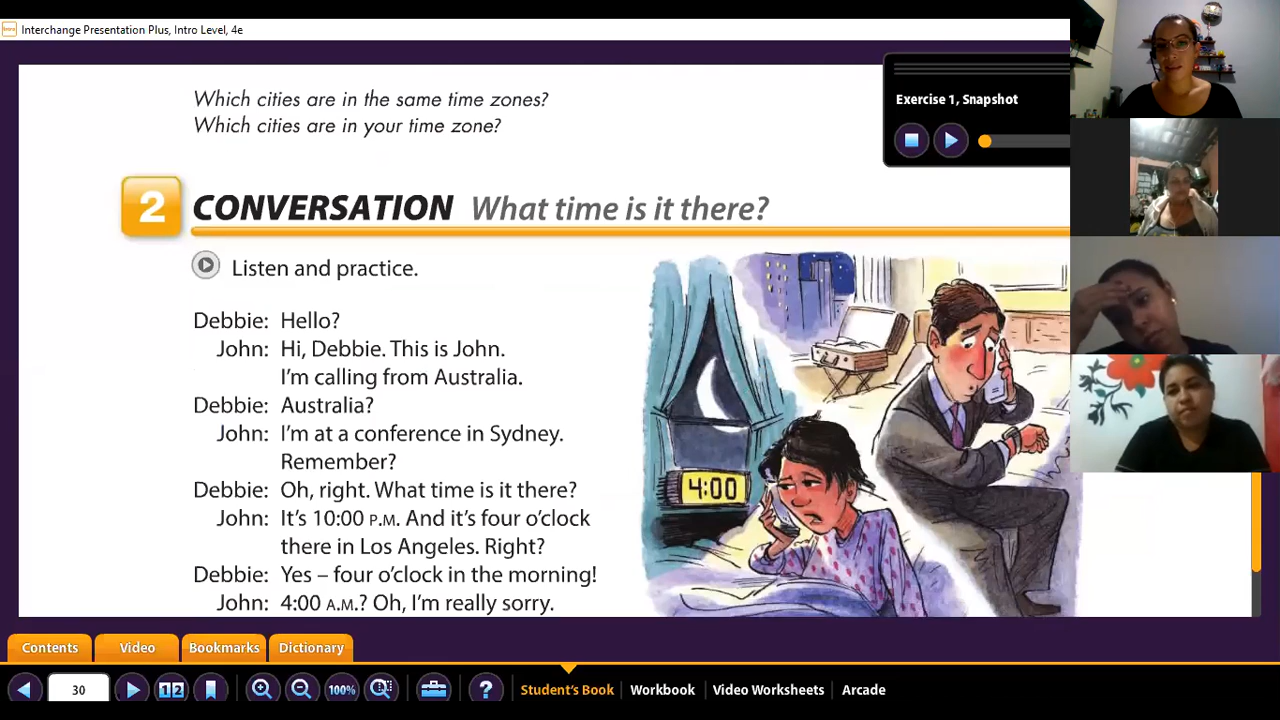 Interchange Presentation Plus, Intro Level, 4e
Which cities are in the same time zones?
Which cities are in your time zone?
Exercise 1, Snapshot
2 CONVERSATION What time is it there?
Listen and practice.
Debbie: Hello?
John: Hi, Debbie. This is John.
I'm calling from Australia.
Debbie: Australia?
John: I'm at a conference in Sydney.
Remember?
Debbie: Oh, right. What time is it there?
John: It's 10:00 P.M. And it's four o'clock
there in Los Angeles. Right?
Debbie: Yes – four o'clock in the morning!
John: 4:00 A.M.? Oh, I'm really sorry.
4:00
Contents Video Bookmarks Dictionary
30 1 2 100% ? Student's Book Workbook Video Worksheets Arcade